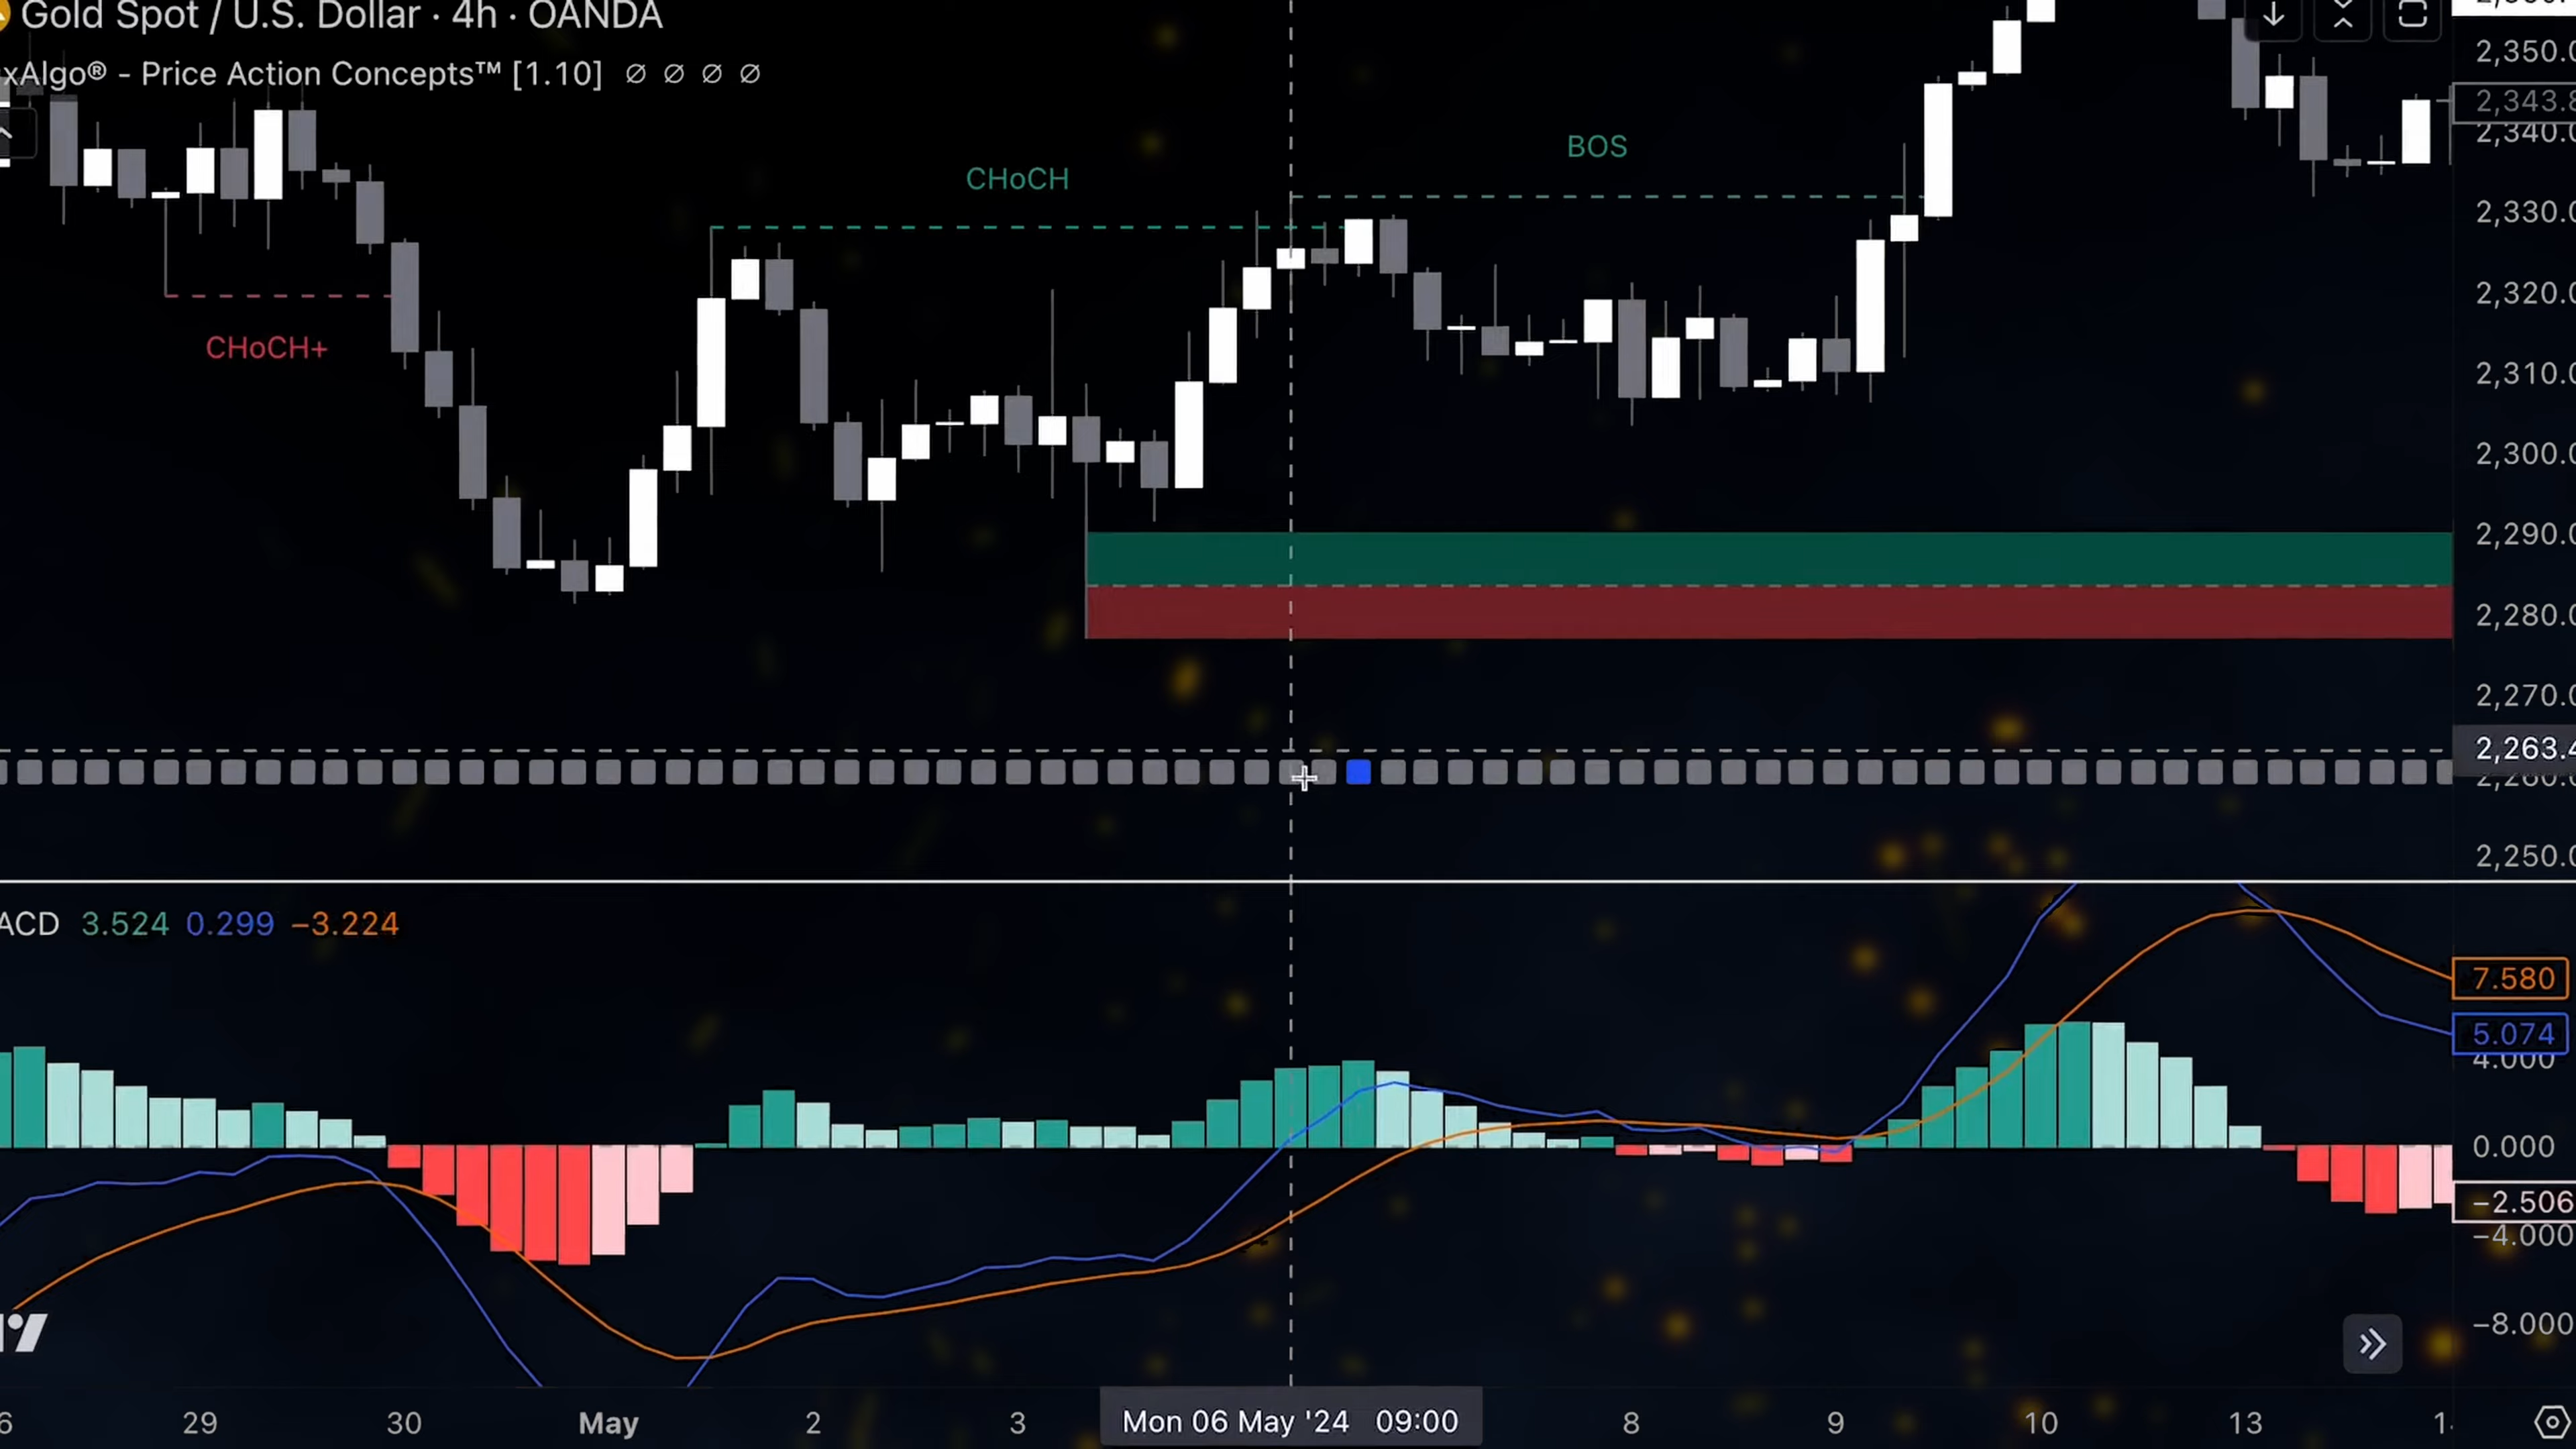 Gold Spot / U.S. Dollar · 4h · OANDA
xAlgo® - Price Action Concepts™ [1.10] ∅ ∅ ∅ ∅
2,350.0
2,343.8
2,340.0
BOS
CHoCH
2,330.0
2,320.0
CHoCH+
2,310.0
2,300.0
2,290.0
2,280.0
2,270.0
2,263.4
2,260.0
2,250.0
ACD 3.524 0.299 −3.224
7.580
5.074
4.000
0.000
−2.506
−4.000
−8.000
29 30 May 2 3 Mon 06 May '24 09:00 8 9 10 13